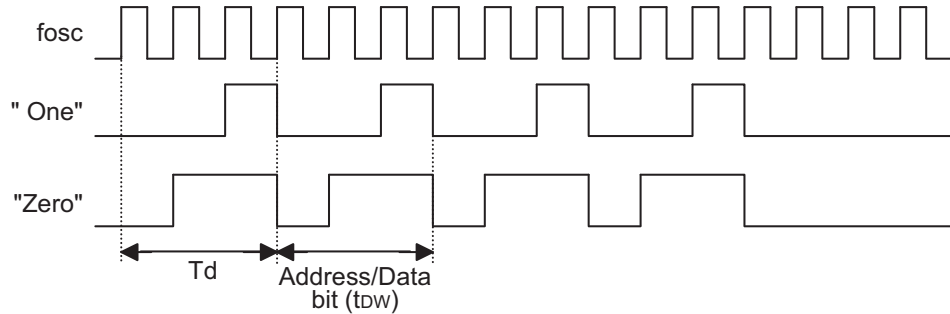 fosc
" One"
"Zero"
Td
Address/Data
bit (tDW)